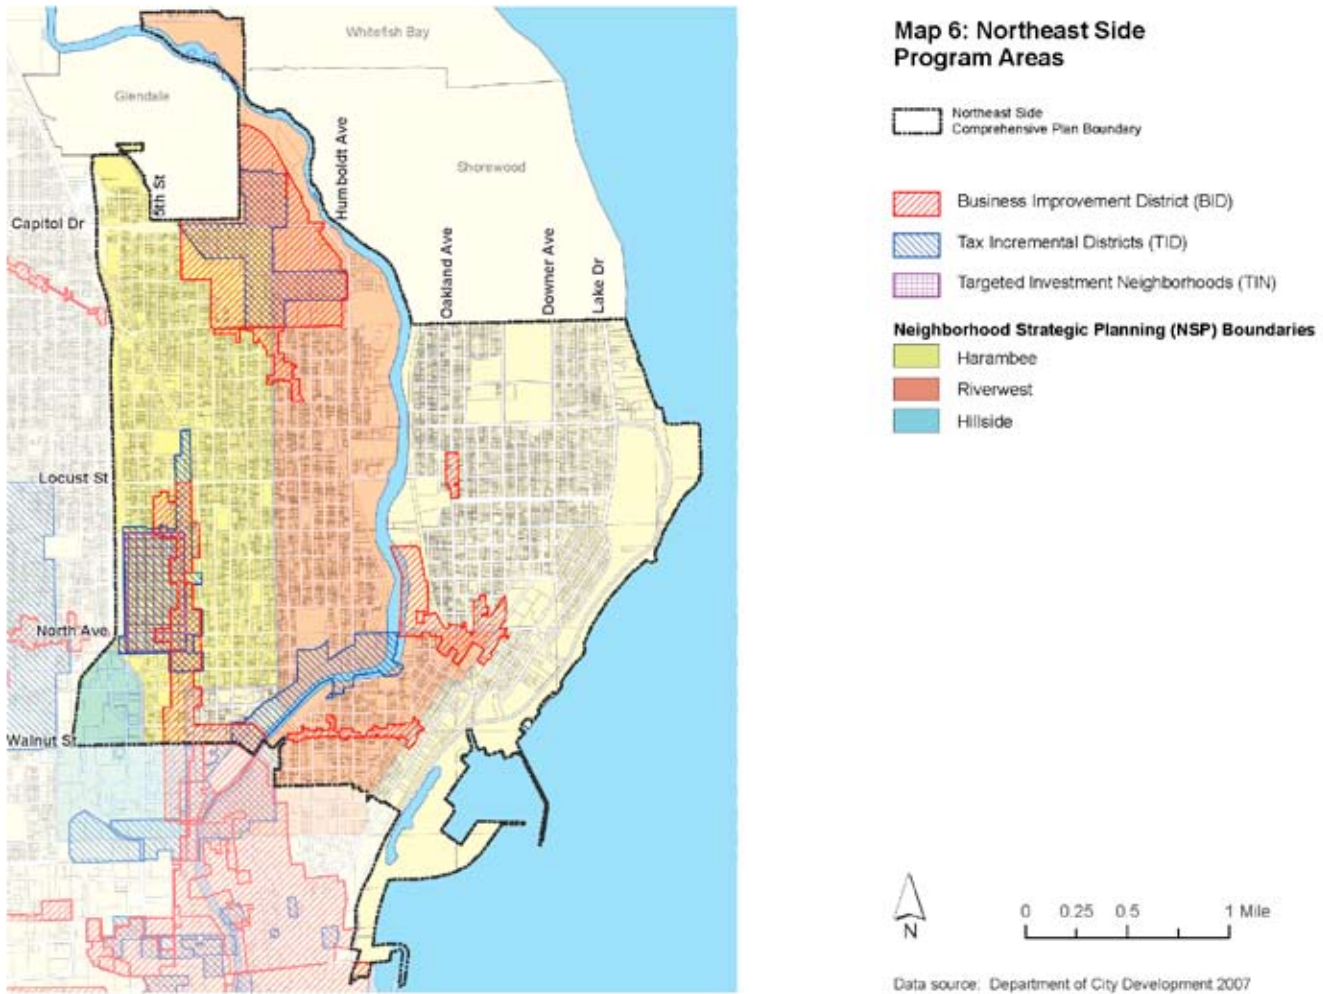 Map 6: Northeast Side
Program Areas
Northeast Side
Comprehensive Plan Boundary
Business Improvement District (BID)
Tax Incremental Districts (TID)
Targeted Investment Neighborhoods (TIN)
Neighborhood Strategic Planning (NSP) Boundaries
Harambee
Riverwest
Hillside
Whitefish Bay
Glendale
Shorewood
Humboldt Ave
5th St
Capitol Dr
Oakland Ave
Downer Ave
Lake Dr
Locust St
North Ave
Walnut St
N
0 0.25 0.5 1 Mile
Data source: Department of City Development 2007